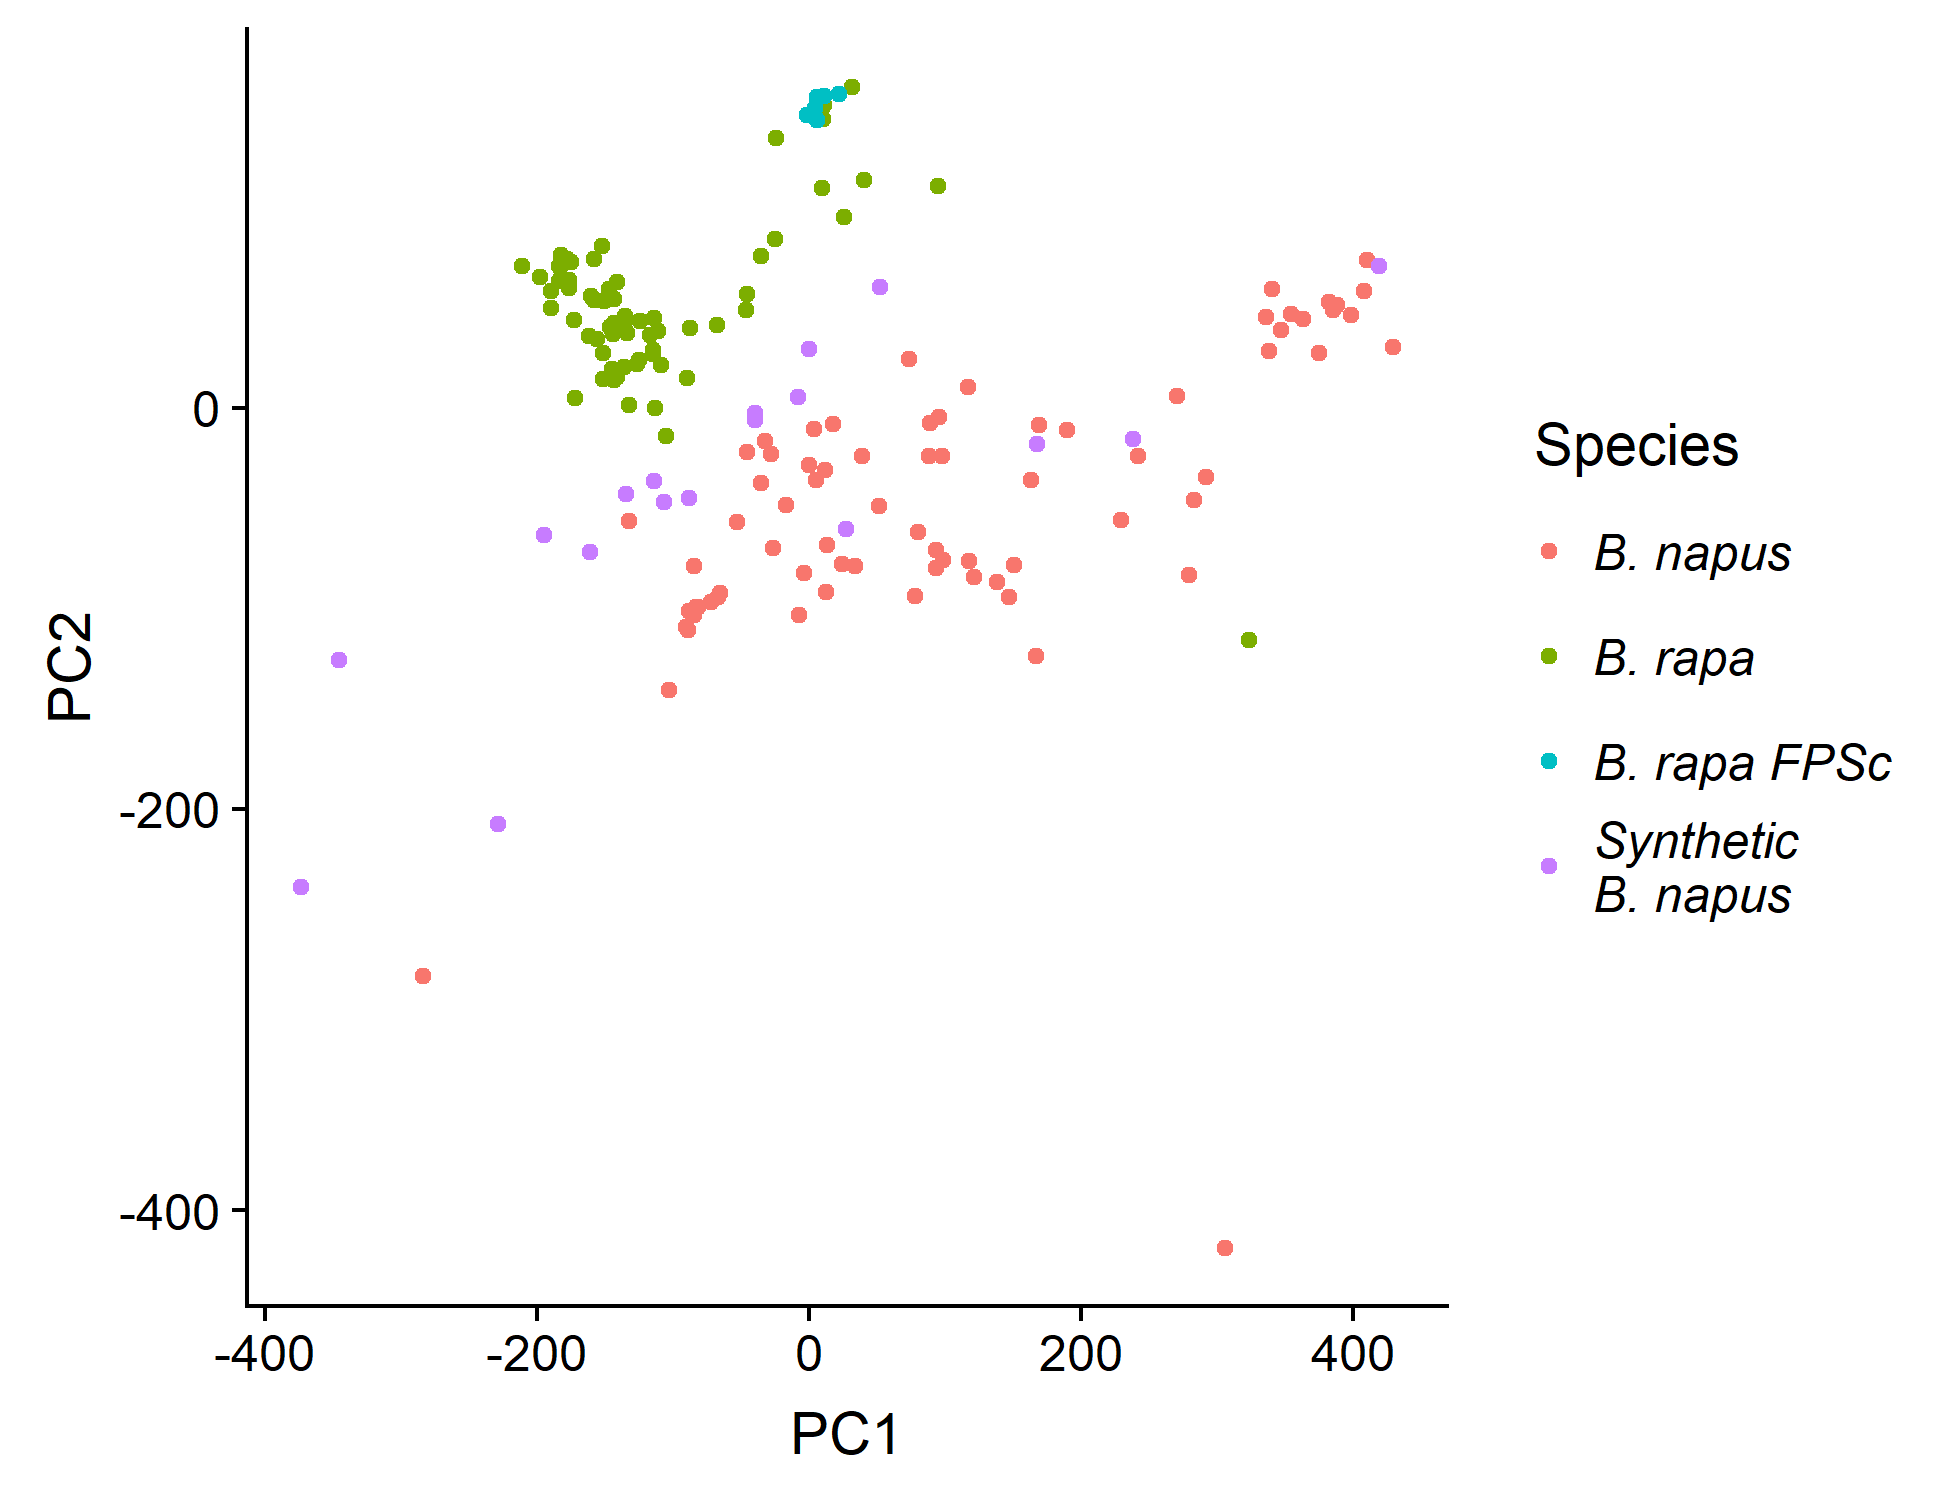 0
-200
-400
PC2
-400
-200
0
200
400
PC1
Species
B. napus
B. rapa
B. rapa FPSc
Synthetic
B. napus